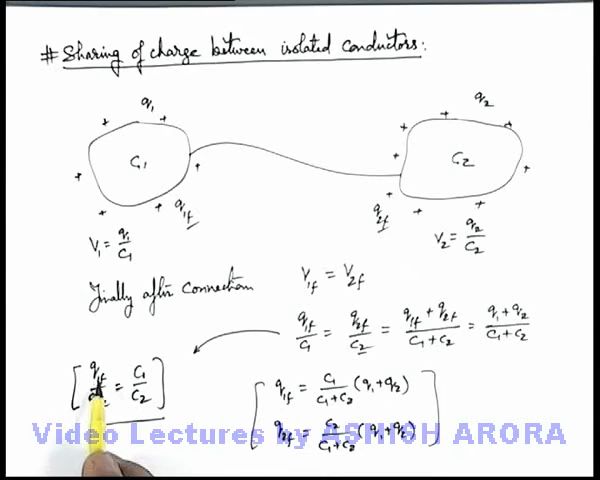 # Sharing of charge between isolated conductors:
q₁ q₂
C₁ C₂
q₁f q₂f
V₁ = q₁/C₁ V₂ = q₂/C₂
Finally after connection V₁f = V₂f
q₁f/C₁ = q₂f/C₂ = (q₁f + q₂f)/(C₁ + C₂) = (q₁ + q₂)/(C₁ + C₂)
[ q₁f = C₁/C₂ ]
[ q₁f = C₁/(C₁+C₂) (q₁+q₂)
q₂f = C₂/(C₁+C₂) (q₁+q₂) ]
Video Lectures by ASHISH ARORA